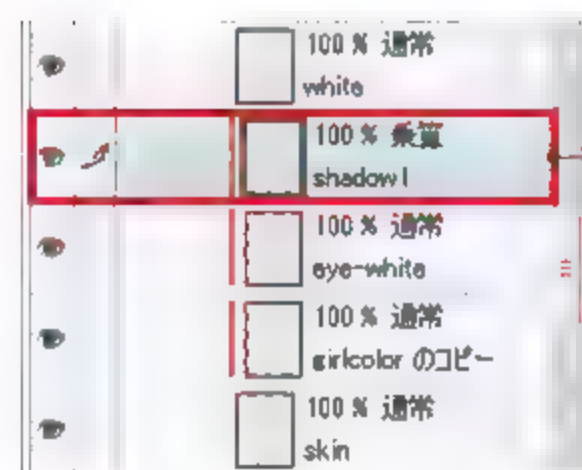 100 % 通常
white
100 % 乗算
shadow1
100 % 通常
eye-white
100 % 通常
girlcolor のコピー
100 % 通常
skin